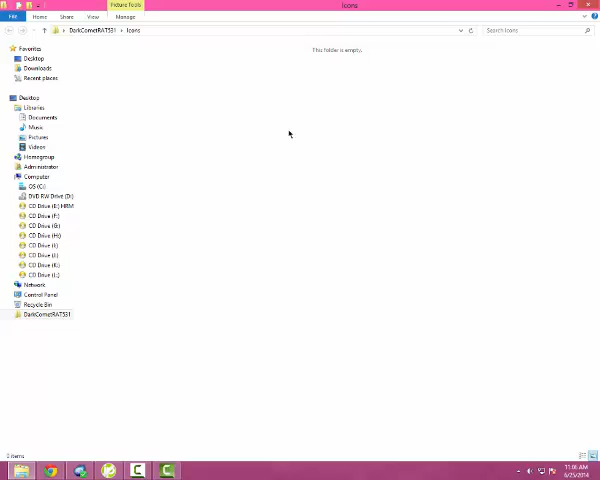 Picture Tools
Icons
File Home Share View Manage
DarkCometRAT531 Icons
Search Icons
This folder is empty.
Favorites
Desktop
Downloads
Recent places
Desktop
Libraries
Documents
Music
Pictures
Videos
Homegroup
Administrator
Computer
OS (C:)
DVD RW Drive (D:)
CD Drive (E:) HRM
CD Drive (F:)
CD Drive (G:)
CD Drive (H:)
CD Drive (I:)
CD Drive (J:)
CD Drive (K:)
CD Drive (L:)
Network
Control Panel
Recycle Bin
DarkCometRAT531
items
11:06 AM
6/25/2014